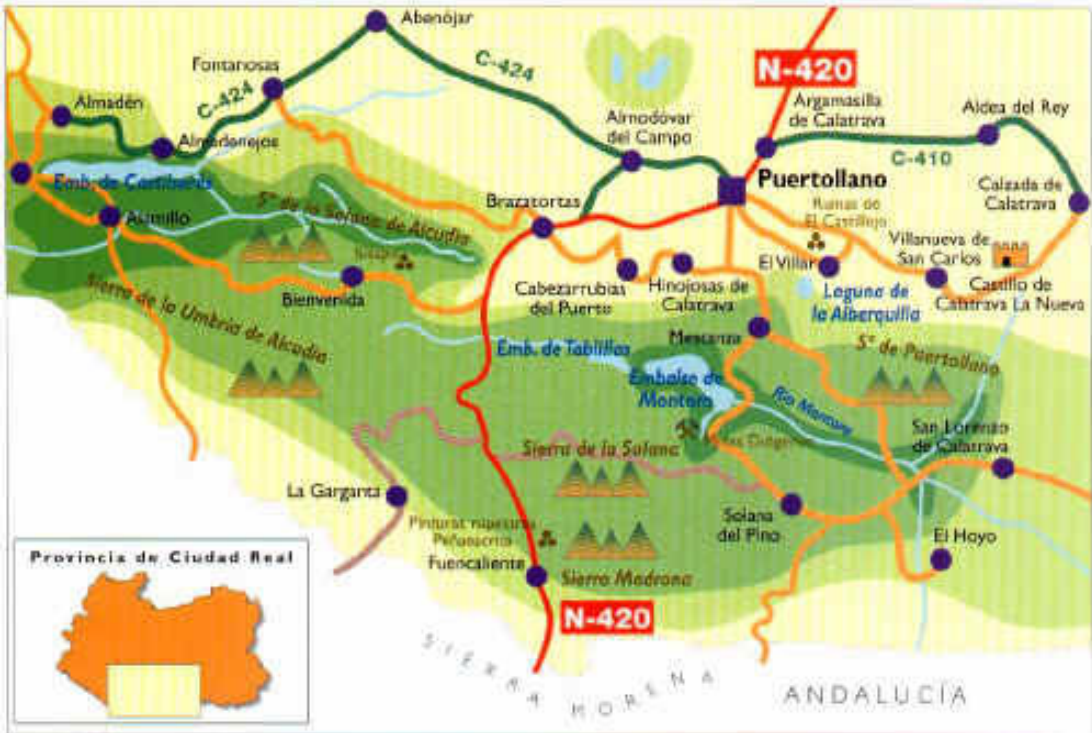 Abenójar
Fontanosas
C-424
C-424
N-420
Almadén
Almodóvar
del Campo
Argamasilla
de Calatrava
Aldea del Rey
Almadenejos
C-410
Puertollano
Calzada de
Calatrava
Emb. de Castilseras
Sª de la Solana de Alcudia
Brazatortas
Ruinas de
El Castillejo
Alamillo
El Villar
Villanueva de
San Carlos
Bienvenida
Cabezarrubias
del Puerto
Hinojosas de
Calatrava
Laguna de
la Alberquilla
Castillo de
Calatrava La Nueva
Sierra de la Umbría de Alcudia
Emb. de Tablillas
Mestanza
Sª de Puertollano
Embalse de
Montoro
Río Montoro
Sierra de la Solana
San Lorenzo
de Calatrava
La Garganta
Pinturas rupestres
Solana
del Pino
El Hoyo
Fuencaliente
Sierra Madrona
N-420
Provincia de Ciudad Real
SIERRA MORENA
ANDALUCÍA